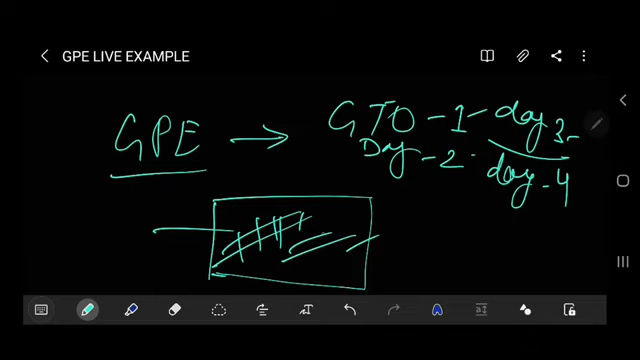 GPE LIVE EXAMPLE
GPE → GTO - 1 - day 3 -
Day - 2 - day - 4